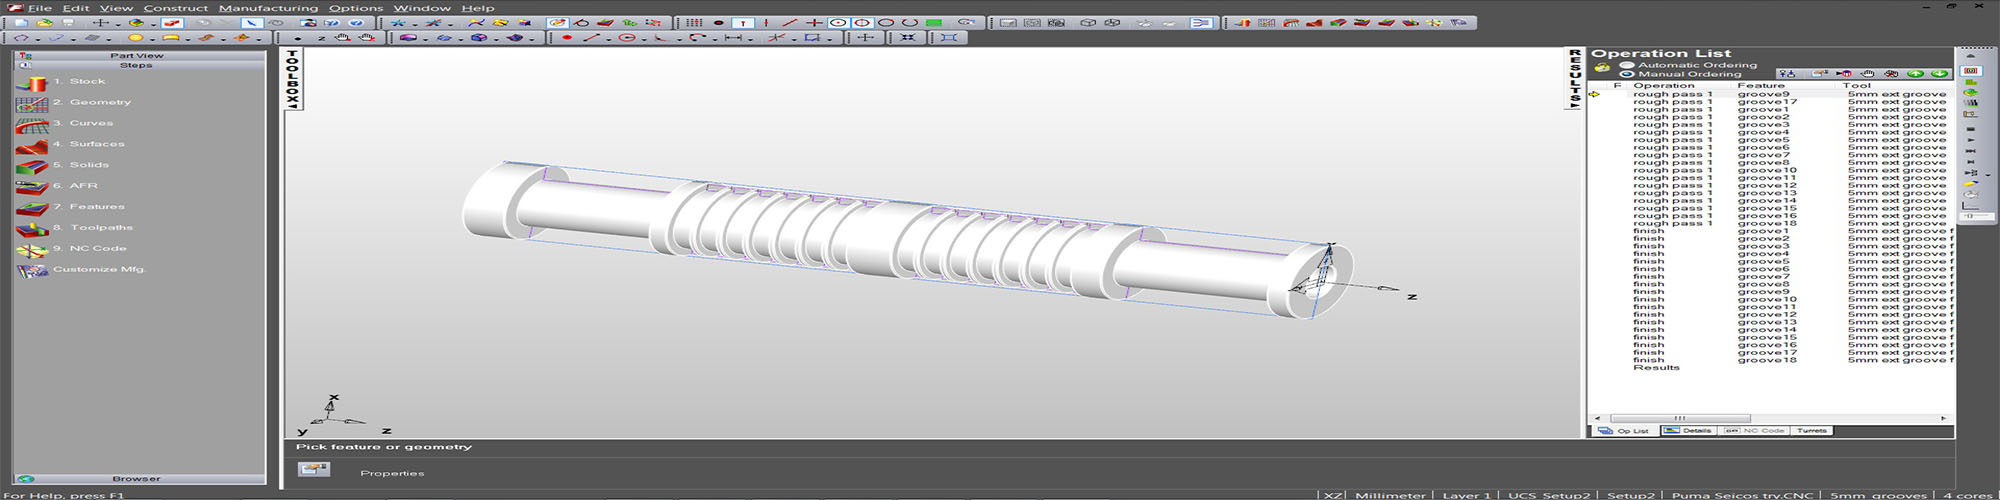 File Edit View Construct Manufacturing Options Window Help
Part View
Steps
1. Stock
2. Geometry
3. Curves
4. Surfaces
5. Solids
6. AFR
7. Features
8. Toolpaths
9. NC Code
Customize Mfg.
Browser
TOOLBOX
x
y
z
z
RESULTS
Pick feature or geometry
Properties
Operation List
Automatic Ordering
Manual Ordering
F Operation Feature Tool
rough pass 1 groove9 5mm ext groove
rough pass 1 groove17 5mm ext groove
rough pass 1 groove1 5mm ext groove
rough pass 1 groove2 5mm ext groove
rough pass 1 groove3 5mm ext groove
rough pass 1 groove4 5mm ext groove
rough pass 1 groove5 5mm ext groove
rough pass 1 groove6 5mm ext groove
rough pass 1 groove7 5mm ext groove
rough pass 1 groove8 5mm ext groove
rough pass 1 groove10 5mm ext groove
rough pass 1 groove11 5mm ext groove
rough pass 1 groove12 5mm ext groove
rough pass 1 groove13 5mm ext groove
rough pass 1 groove14 5mm ext groove
rough pass 1 groove15 5mm ext groove
rough pass 1 groove16 5mm ext groove
rough pass 1 groove18 5mm ext groove
finish groove1 5mm ext groove f
finish groove2 5mm ext groove f
finish groove3 5mm ext groove f
finish groove4 5mm ext groove f
finish groove5 5mm ext groove f
finish groove6 5mm ext groove f
finish groove7 5mm ext groove f
finish groove8 5mm ext groove f
finish groove9 5mm ext groove f
finish groove10 5mm ext groove f
finish groove11 5mm ext groove f
finish groove12 5mm ext groove f
finish groove13 5mm ext groove f
finish groove14 5mm ext groove f
finish groove15 5mm ext groove f
finish groove16 5mm ext groove f
finish groove17 5mm ext groove f
finish groove18 5mm ext groove f
Results
Op List Details NC Code Turrets
For Help, press F1
XZ Millimeter Layer 1 UCS_Setup2 Setup2 Puma Seicos try.CNC 5mm_grooves 4 cores